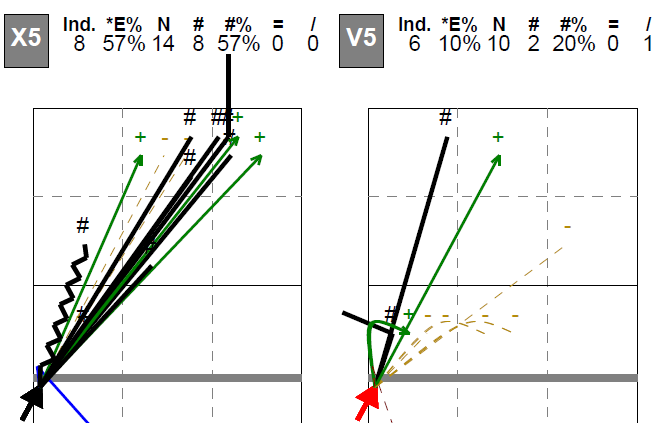 X5 Ind. *E% N # #% = /
8 57% 14 8 57% 0 0
V5 Ind. *E% N # #% = /
6 10% 10 2 20% 0 1
# # # +
+ - - # +
#
#
#
#
#
+
-
# + - - - -